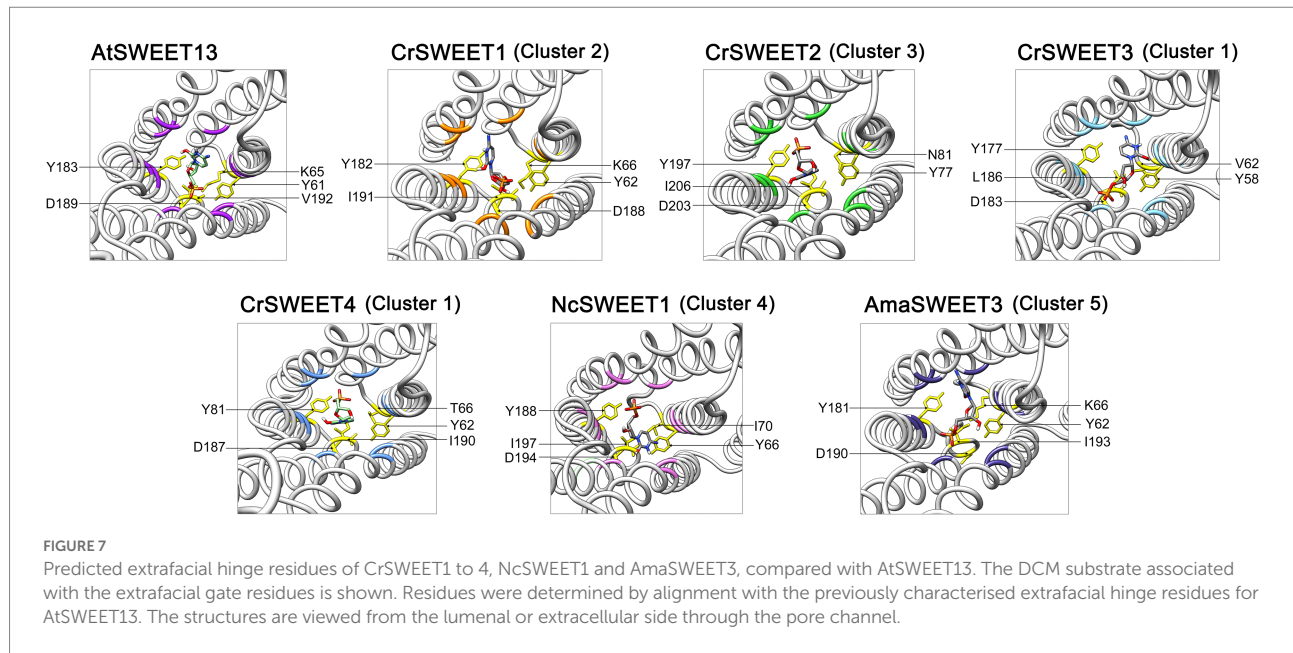 AtSWEET13
CrSWEET1 (Cluster 2)
CrSWEET2 (Cluster 3)
CrSWEET3 (Cluster 1)
Y183
D189
K65
Y61
V192
Y182
I191
K66
Y62
D188
Y197
I206
D203
N81
Y77
Y177
L186
D183
V62
Y58
CrSWEET4 (Cluster 1)
NcSWEET1 (Cluster 4)
AmaSWEET3 (Cluster 5)
Y81
D187
T66
Y62
I190
Y188
I197
D194
I70
Y66
Y181
D190
K66
Y62
I193
FIGURE 7
Predicted extrafacial hinge residues of CrSWEET1 to 4, NcSWEET1 and AmaSWEET3, compared with AtSWEET13. The DCM substrate associated
with the extrafacial gate residues is shown. Residues were determined by alignment with the previously characterised extrafacial hinge residues for
AtSWEET13. The structures are viewed from the lumenal or extracellular side through the pore channel.